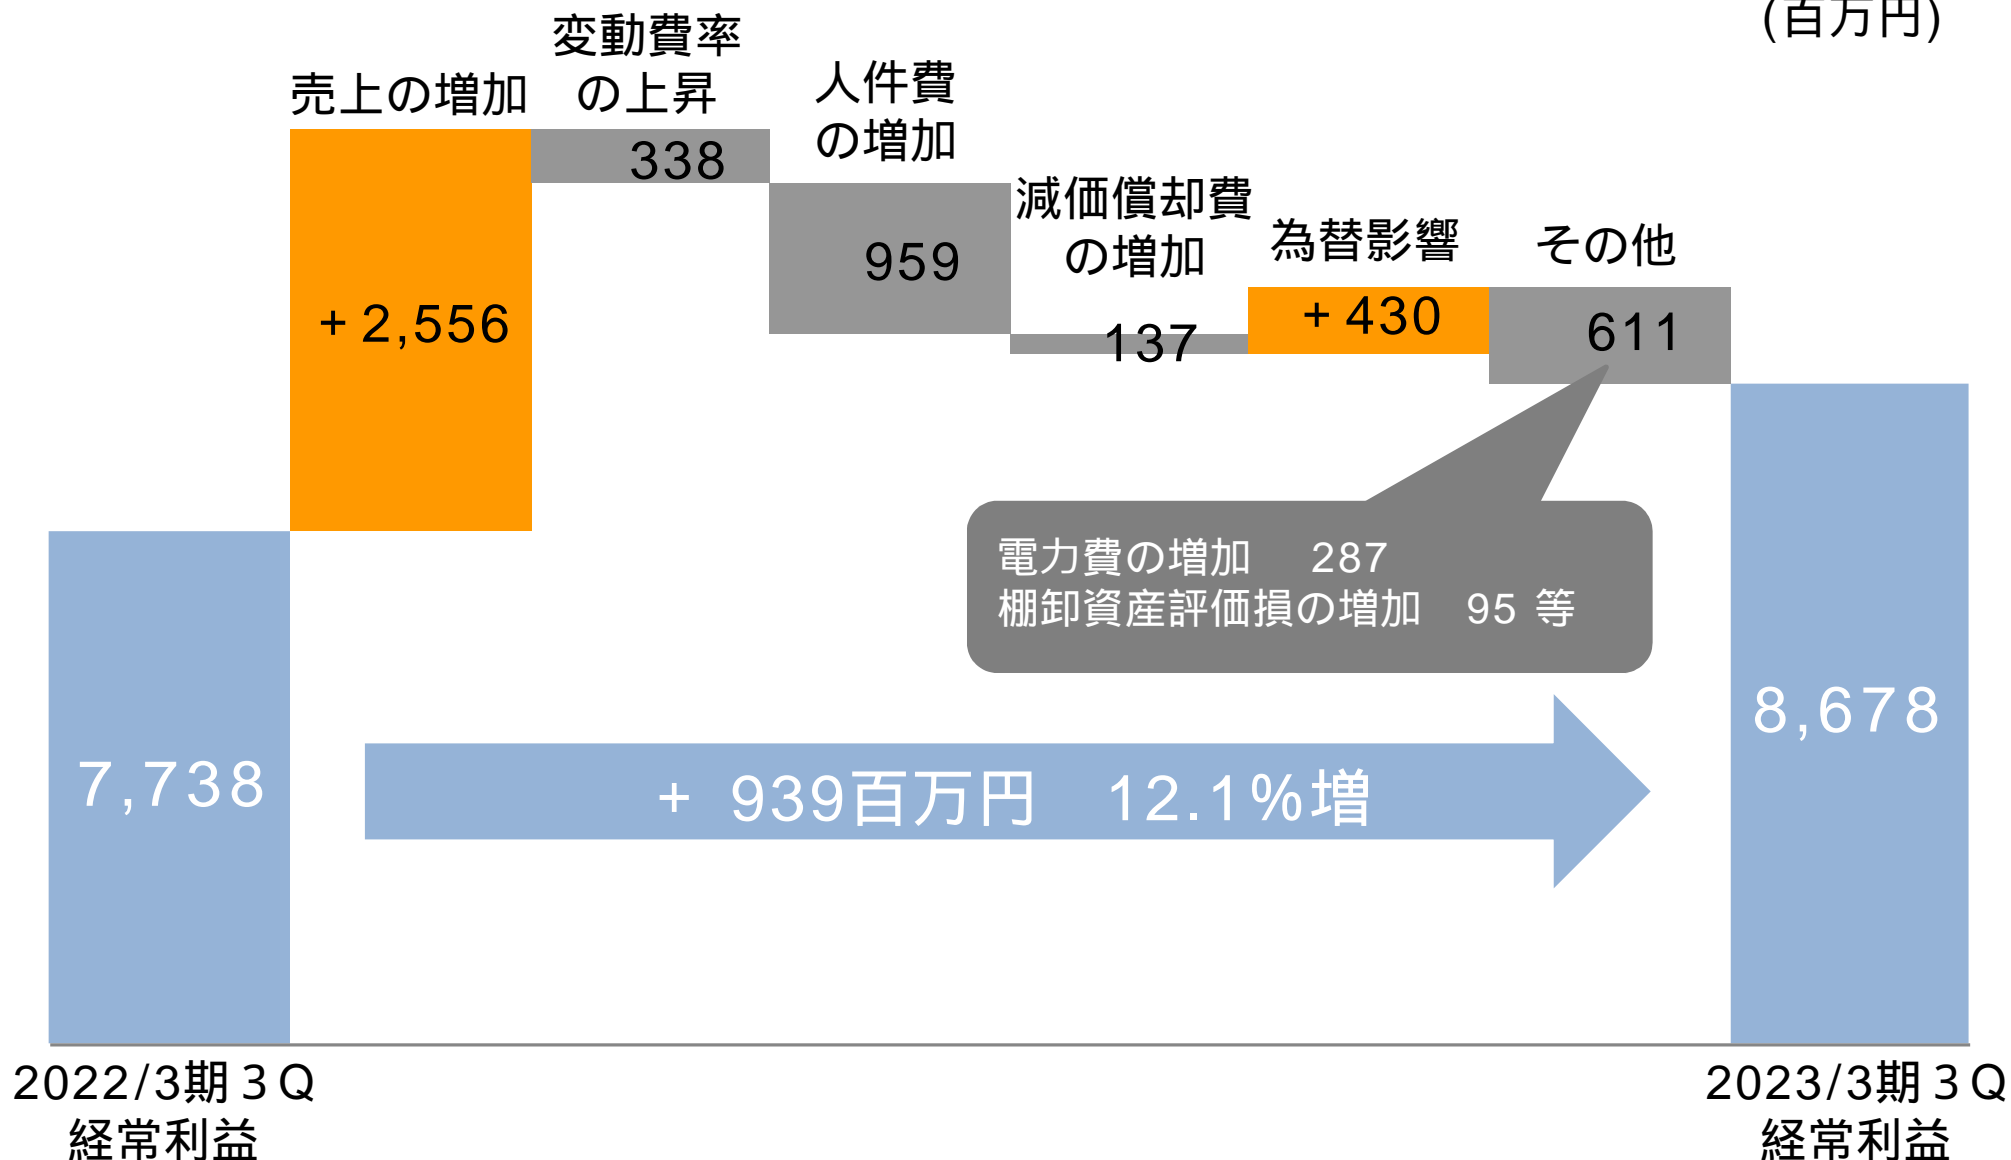 (百万円)
変動費率
の上昇
売上の増加
人件費
の増加
減価償却費
の増加
為替影響
その他
338
959
137
+430
611
+2,556
電力費の増加 287
棚卸資産評価損の増加 95 等
7,738
8,678
+ 939百万円 12.1%増
2022/3期３Q
経常利益
2023/3期３Q
経常利益